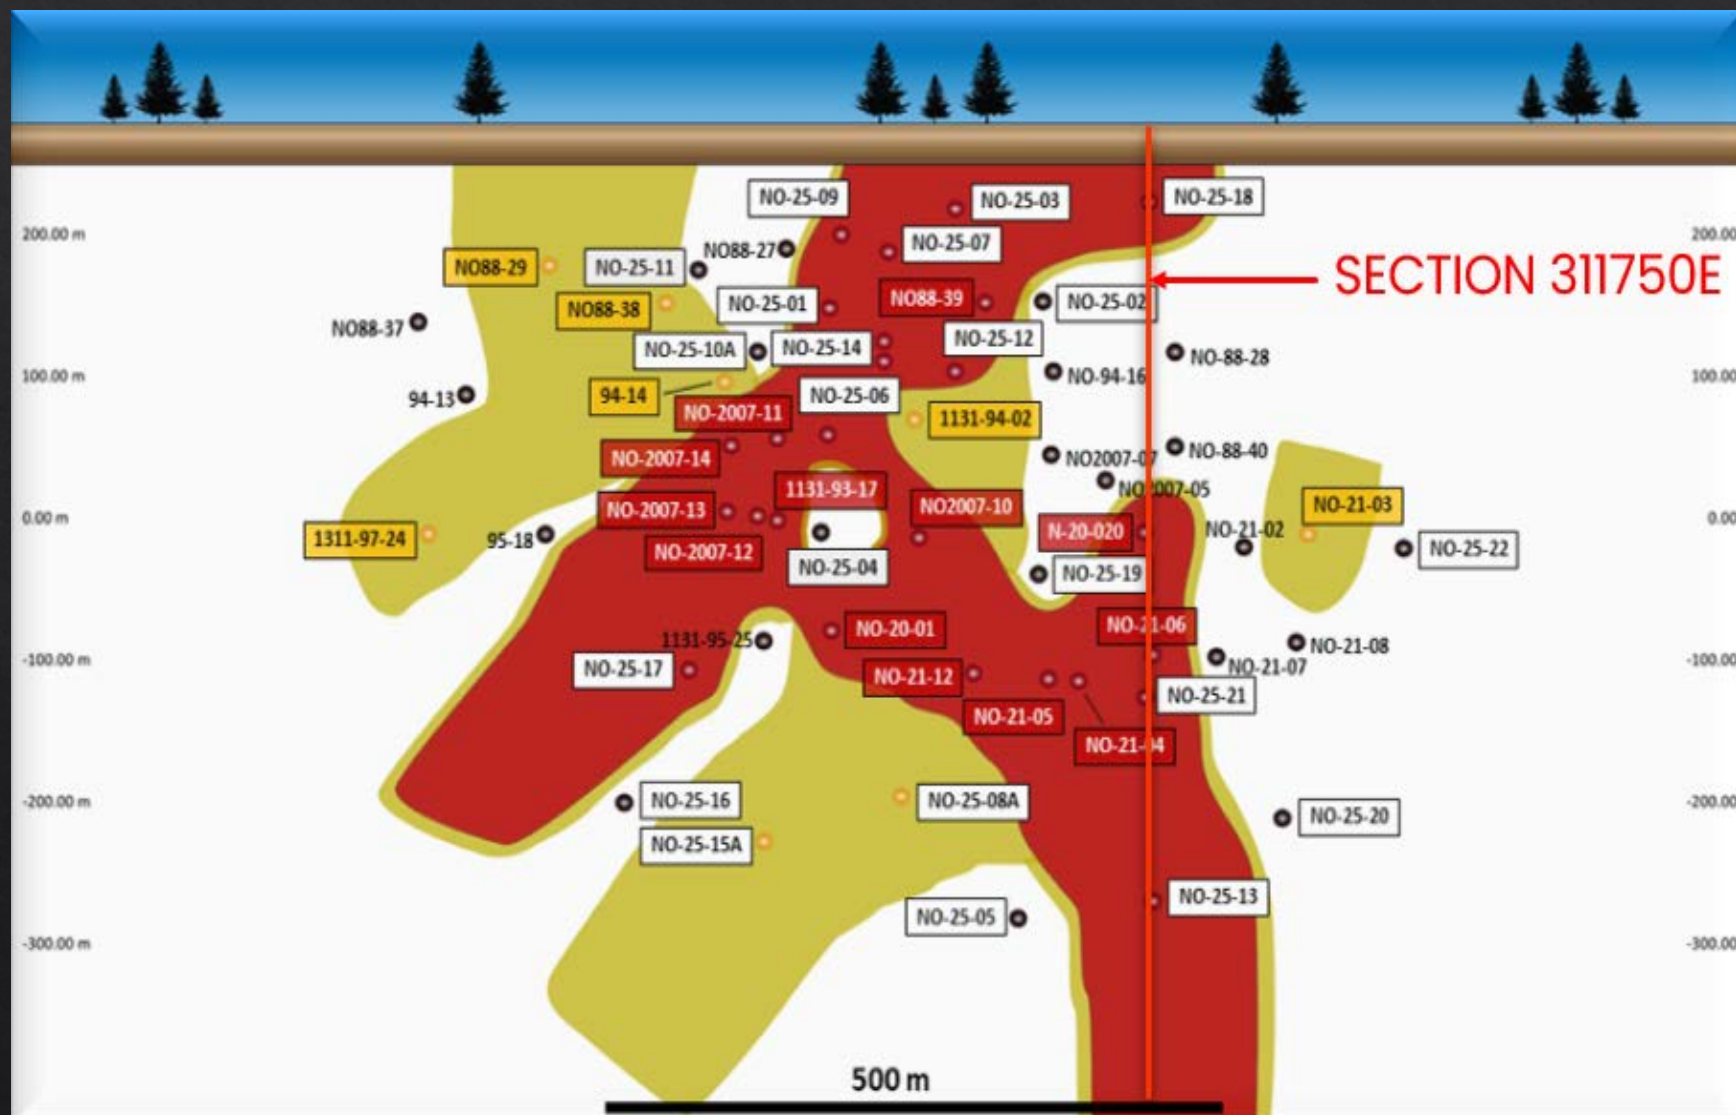 NO-25-09
NO-25-03
NO-25-18
200.00 m
200.00
NO88-27
NO-25-07
NO88-29
NO-25-11
SECTION 311750E
NO88-38
NO-25-01
NO88-39
NO-25-02
NO88-37
NO-25-10A
NO-25-14
NO-25-12
NO-88-28
100.00 m
100.00
NO-94-16
94-13
94-14
NO-25-06
NO-2007-11
1131-94-02
NO-2007-14
NO2007-07
NO-88-40
1131-93-17
NO2007-05
0.00 m
NO-2007-13
NO2007-10
NO-21-03
0.00
1311-97-24
95-18
N-20-020
NO-21-02
NO-2007-12
NO-25-04
NO-25-19
NO-25-22
1131-95-25
NO-20-01
NO-21-06
NO-21-08
-100.00 m
NO-25-17
NO-21-12
NO-21-07
-100.00
NO-25-21
NO-21-05
NO-21-04
-200.00 m
NO-25-16
NO-25-08A
-200.00
NO-25-20
NO-25-15A
NO-25-13
NO-25-05
-300.00 m
-300.00
500 m